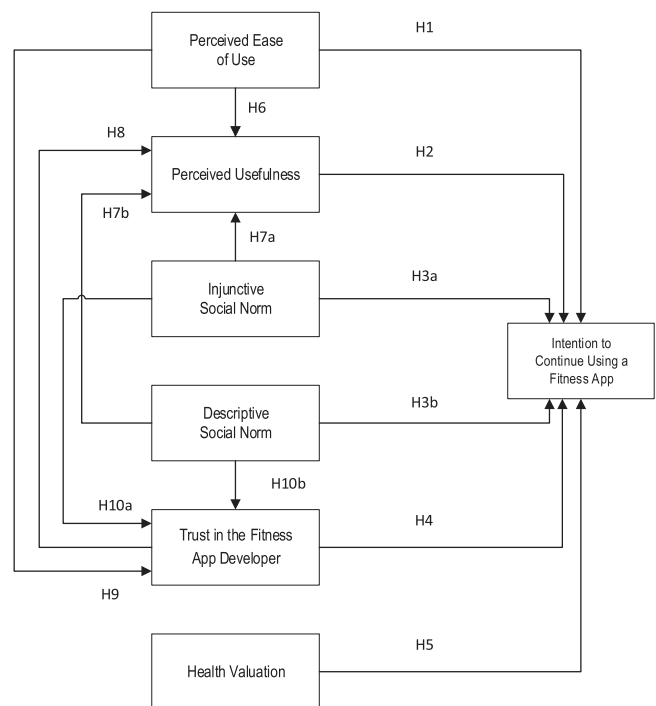 H1
Perceived Ease
of Use
H6
H8
H2
Perceived Usefulness
H7b
H7a
Injunctive
Social Norm
H3a
Intention to
Continue Using a
Fitness App
Descriptive
Social Norm
H3b
H10b
H10a
Trust in the Fitness
App Developer
H4
H9
H5
Health Valuation